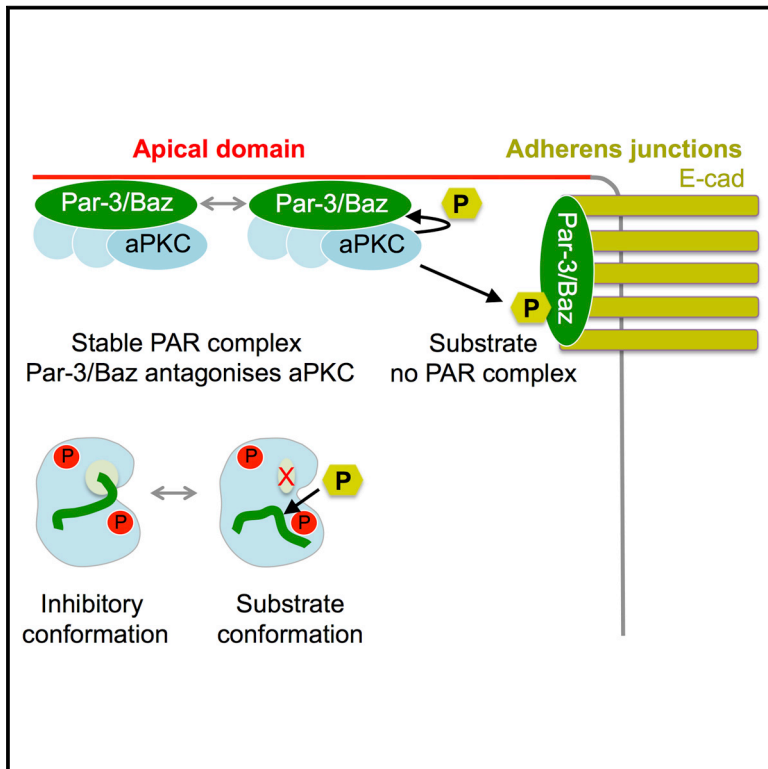 Apical domain
Adherens junctions
E-cad
Par-3/Baz
Par-3/Baz
P
aPKC
aPKC
Par-3/Baz
P
Stable PAR complex
Par-3/Baz antagonises aPKC
Substrate
no PAR complex
P
P
X
P
P
Inhibitory
conformation
Substrate
conformation